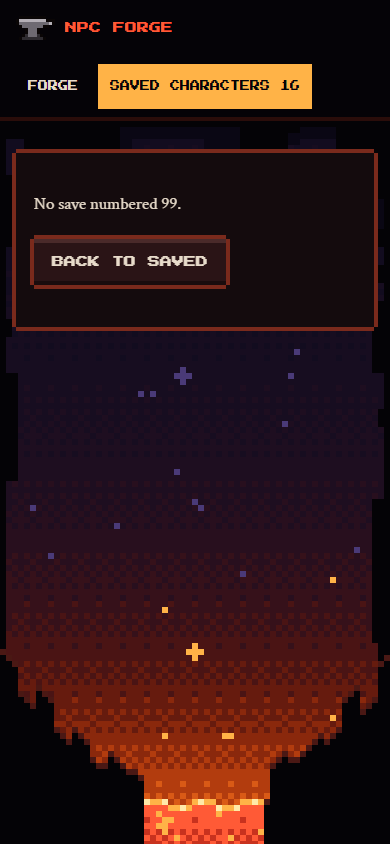 NPC FORGE
FORGE
SAVED CHARACTERS 16
No save numbered 99.
BACK TO SAVED